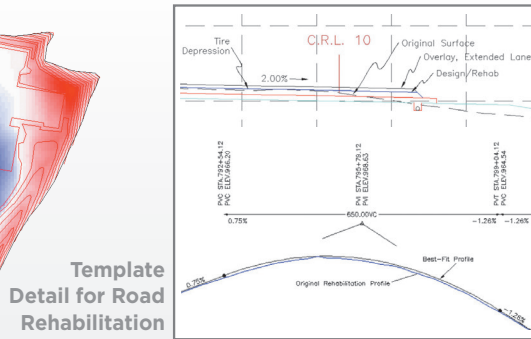 Template
Detail for Road
Rehabilitation
Tire
Depression
C.R.L. 10
Original Surface
Overlay, Extended Lane
Design/Rehab
2.00%
PVC STA.792+54.12
PVC ELEV.966.20
PVI STA.795+79.12
PVI ELEV.968.63
PVT STA.799+04.12
PVC ELEV.964.54
650.00VC
0.75%
-1.26%
-1.26%
0.75%
Best-Fit Profile
Original Rehabilitation Profile
-1.26%